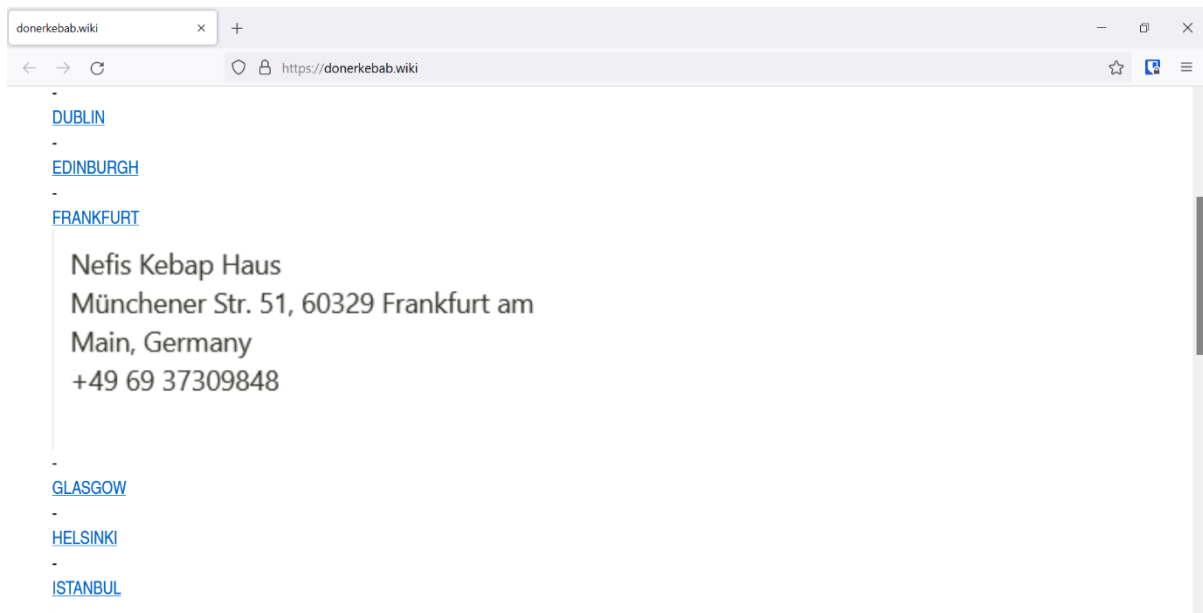 donerkebab.wiki
https://donerkebab.wiki
-
DUBLIN
-
EDINBURGH
-
FRANKFURT
Nefis Kebap Haus
Münchener Str. 51, 60329 Frankfurt am
Main, Germany
+49 69 37309848
-
GLASGOW
-
HELSINKI
-
ISTANBUL